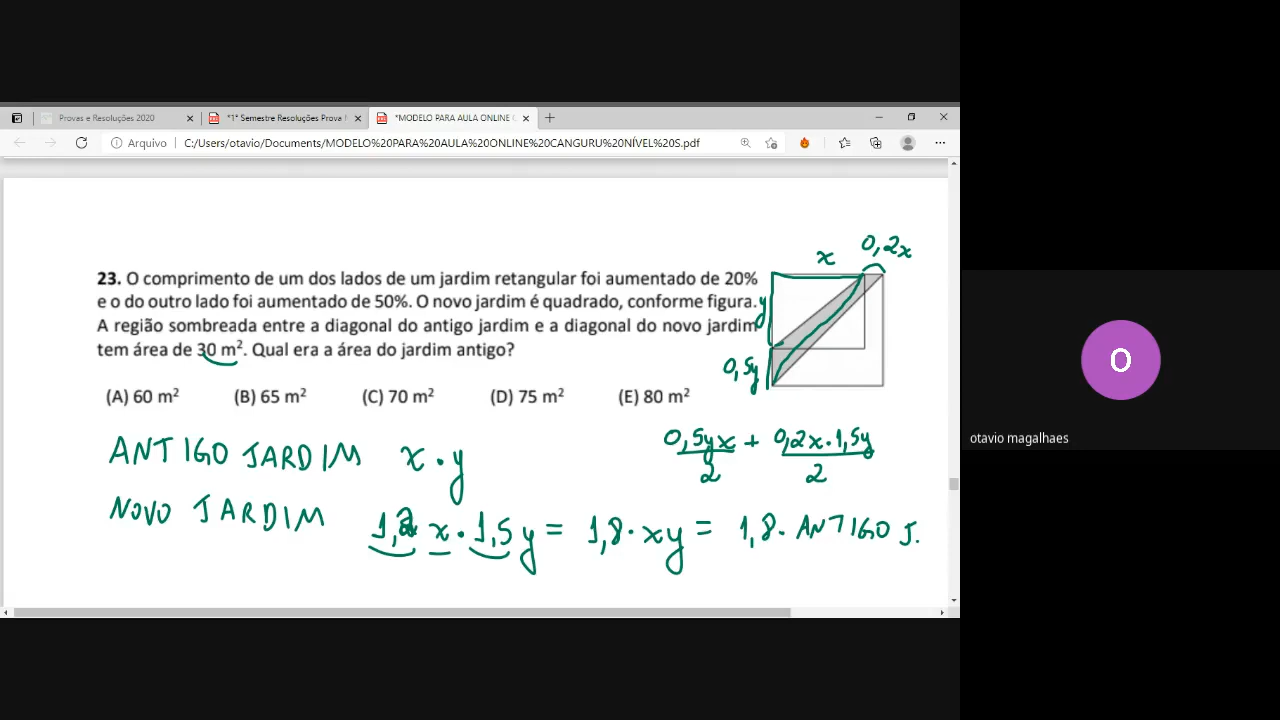 Provas e Resoluções 2020
*1° Semestre Resoluções Prova
*MODELO PARA AULA ONLINE
Arquivo
C:/Users/otavio/Documents/MODELO%20PARA%20AULA%20ONLINE%20CANGURU%20NÍVEL%20S.pdf
x 0,2x
23. O comprimento de um dos lados de um jardim retangular foi aumentado de 20%
e o do outro lado foi aumentado de 50%. O novo jardim é quadrado, conforme figura.
y
A região sombreada entre a diagonal do antigo jardim e a diagonal do novo jardim
tem área de 30 m². Qual era a área do jardim antigo?
0,5y
(A) 60 m² (B) 65 m² (C) 70 m² (D) 75 m² (E) 80 m²
ANTIGO JARDIM x · y
0,5yx/2 + 0,2x·1,5y/2
NOVO JARDIM
1,2 x · 1,5 y = 1,8 · xy = 1,8 · ANTIGO J.
O
otavio magalhaes